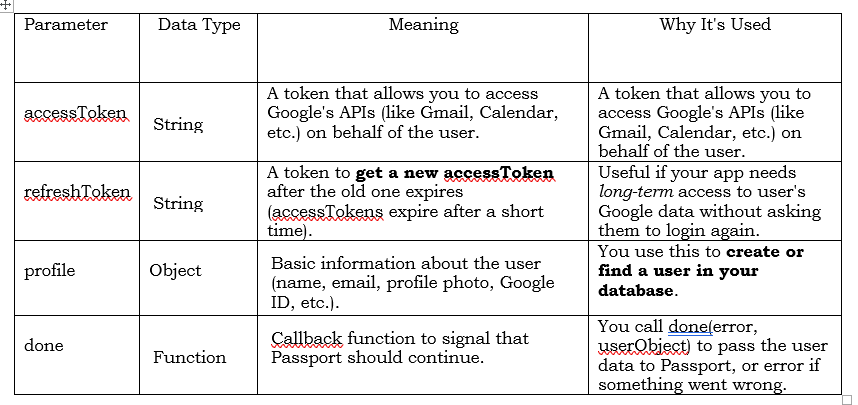 Parameter Data Type Meaning Why It's Used
accessToken
String
A token that allows you to access
Google's APIs (like Gmail, Calendar,
etc.) on behalf of the user.
A token that allows you to
access Google's APIs (like
Gmail, Calendar, etc.) on
behalf of the user.
refreshToken
String
A token to get a new accessToken
after the old one expires
(accessTokens expire after a short
time).
Useful if your app needs
long-term access to user's
Google data without asking
them to login again.
profile
Object
Basic information about the user
(name, email, profile photo, Google
ID, etc.).
You use this to create or
find a user in your
database.
done
Function
Callback function to signal that
Passport should continue.
You call done(error,
userObject) to pass the user
data to Passport, or error if
something went wrong.